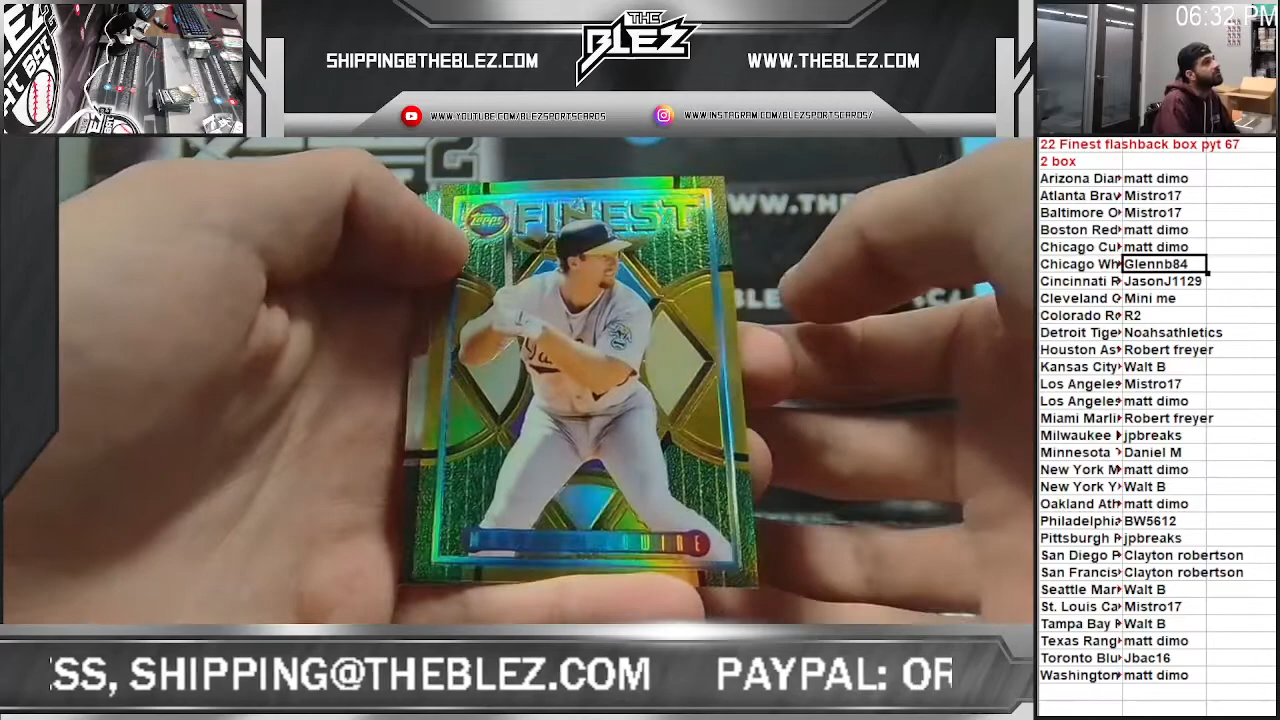 06:32 PM
THE
BLEZ
SHIPPING@THEBLEZ.COM
WWW.THEBLEZ.COM
WWW.YOUTUBE.COM/BLEZSPORTSCARDS
WWW.INSTAGRAM.COM/BLEZSPORTSCARDS/
22 Finest flashback box pyt 67
2 box
Arizona Dia matt dimo
Atlanta Brav Mistro17
Baltimore O Mistro17
Boston Red matt dimo
Chicago Cu matt dimo
Chicago Wh Glennb84
Cincinnati R JasonJ1129
Cleveland G Mini me
Colorado Ro R2
Detroit Tige Noahsathletics
Houston As Robert freyer
Kansas City Walt B
Los Angeles Mistro17
Los Angeles matt dimo
Miami Marli Robert freyer
Milwaukee jpbreaks
Minnesota Daniel M
New York M matt dimo
New York Y Walt B
Oakland Ath matt dimo
Philadelphia BW5612
Pittsburgh P jpbreaks
San Diego P Clayton robertson
San Francis Clayton robertson
Seattle Mar Walt B
St. Louis Ca Mistro17
Tampa Bay Walt B
Texas Rang matt dimo
Toronto Blu Jbac16
Washington matt dimo
Topps
FINEST
WWW.THE
SS, SHIPPING@THEBLEZ.COM PAYPAL: OR